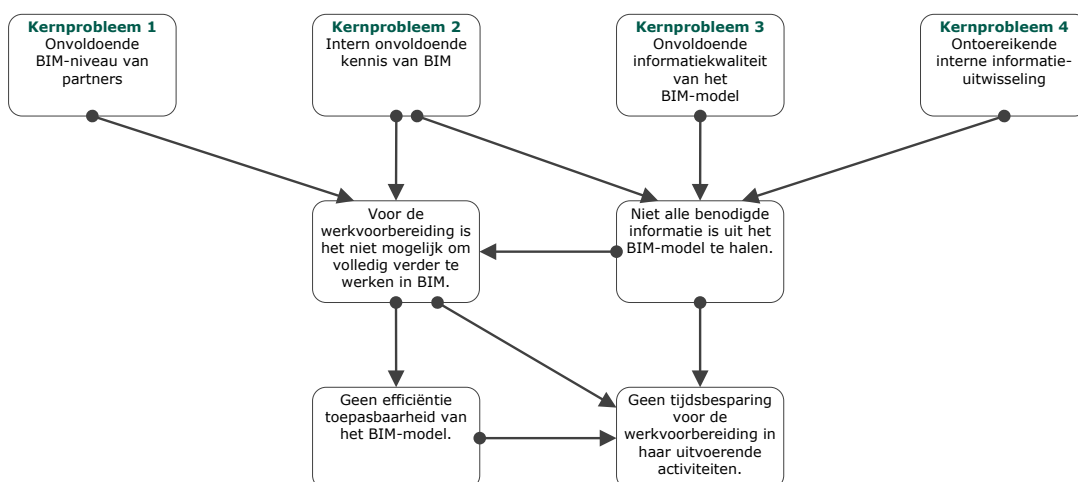 Kernprobleem 1
Onvoldoende
BIM-niveau van
partners
Kernprobleem 2
Intern onvoldoende
kennis van BIM
Kernprobleem 3
Onvoldoende
informatiekwaliteit
van het
BIM-model
Kernprobleem 4
Ontoereikende
interne informatie-
uitwisseling
Voor de
werkvoorbereiding is
het niet mogelijk om
volledig verder te
werken in BIM.
Niet alle benodigde
informatie is uit het
BIM-model te halen.
Geen efficiëntie
toepasbaarheid van
het BIM-model.
Geen tijdsbesparing
voor de
werkvoorbereiding in
haar uitvoerende
activiteiten.